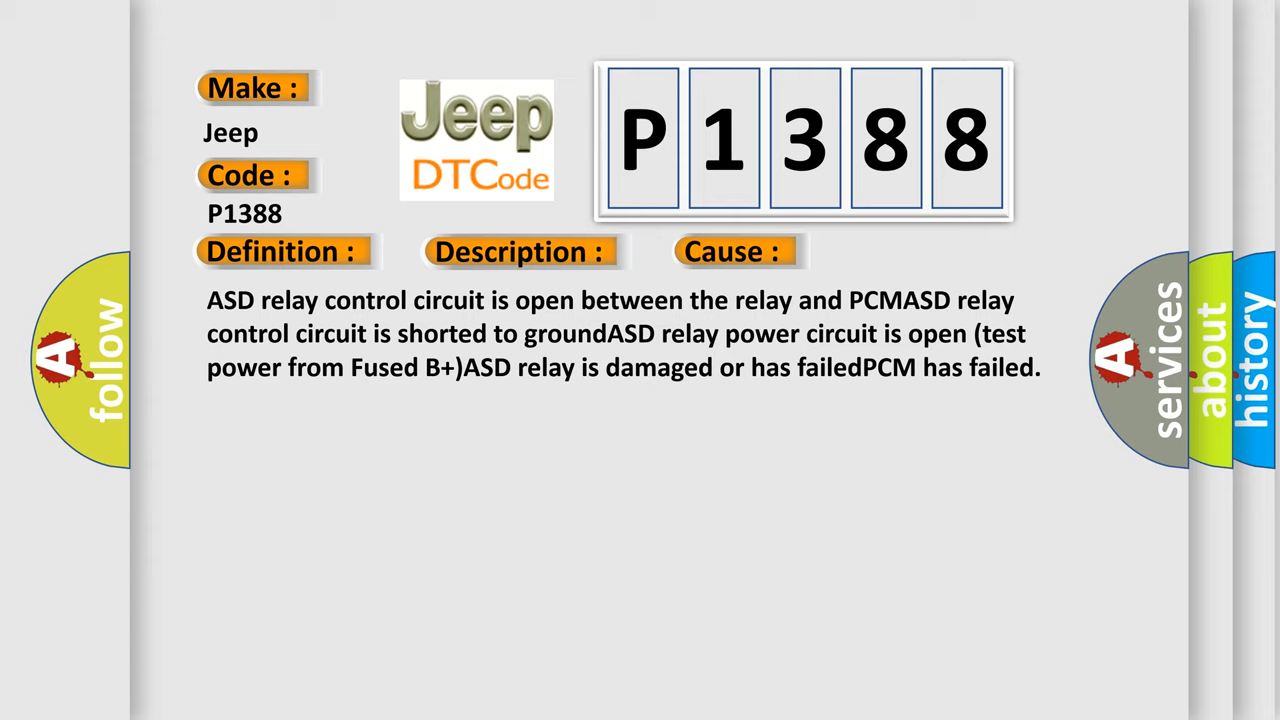 Make :
Jeep
Code :
P1388
Jeep
DTCode
P 1 3 8 8
Definition : Description : Cause :
ASD relay control circuit is open between the relay and PCMASD relay
control circuit is shorted to groundASD relay power circuit is open (test
power from Fused B+)ASD relay is damaged or has failedPCM has failed.
A follow
A services
about
history